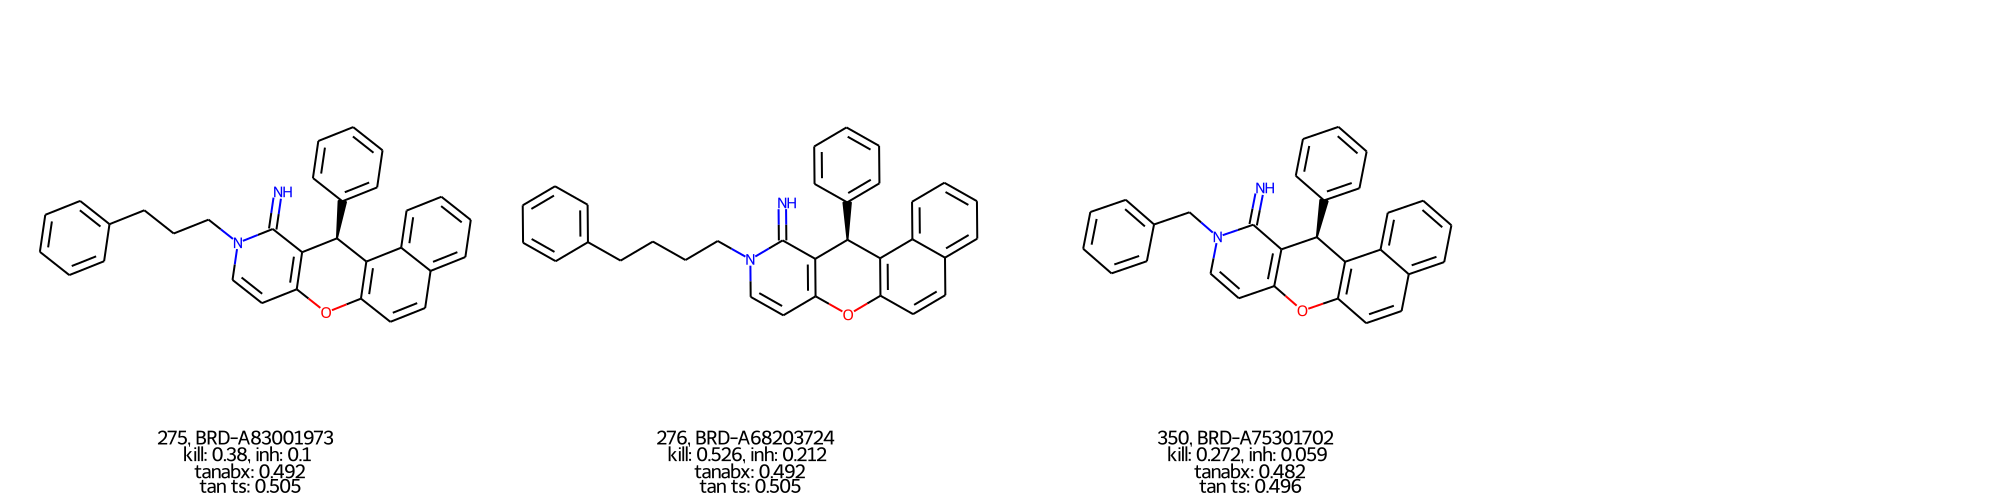 NH
N
O
275, BRD-A83001973
kill: 0.38, inh: 0.1
tanabx: 0.492
tan ts: 0.505
NH
N
O
276, BRD-A68203724
kill: 0.526, inh: 0.212
tanabx: 0.492
tan ts: 0.505
NH
N
O
350, BRD-A75301702
kill: 0.272, inh: 0.059
tanabx: 0.482
tan ts: 0.496